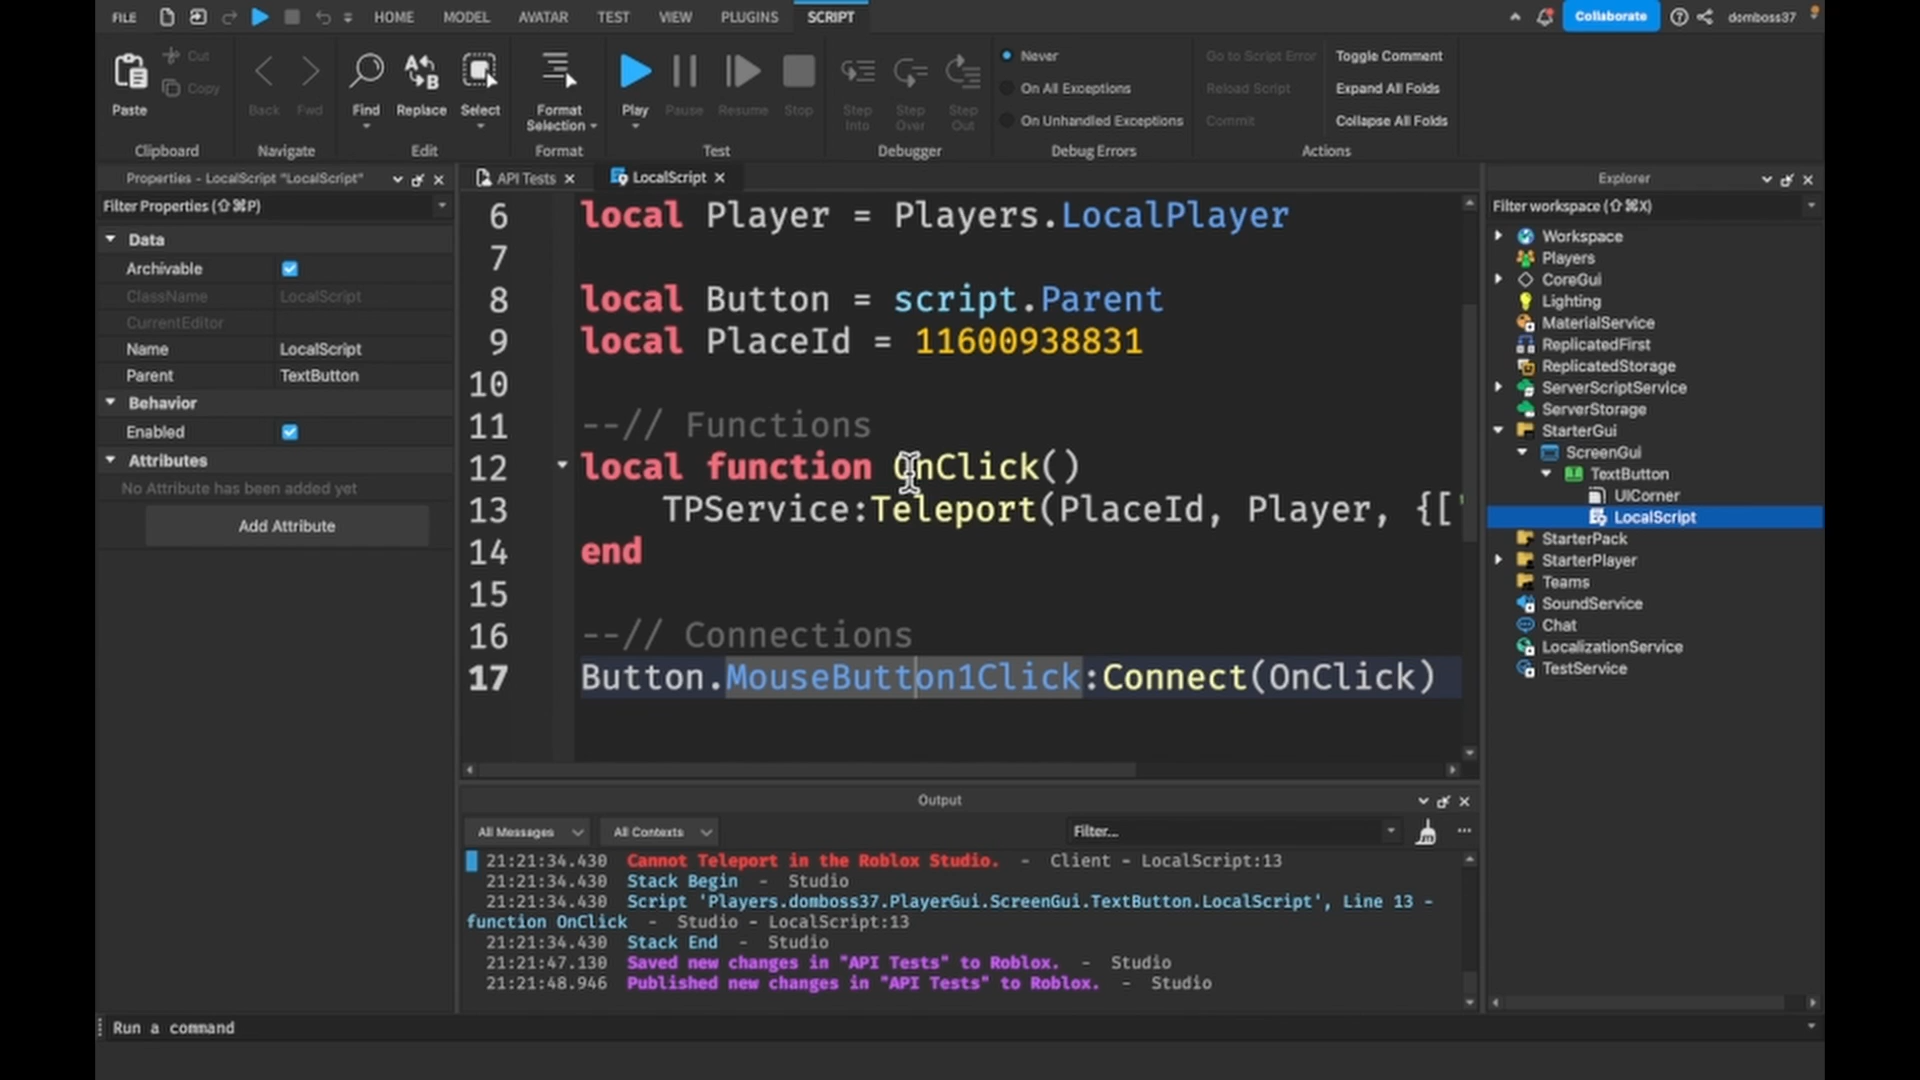 FILE HOME MODEL AVATAR TEST VIEW PLUGINS SCRIPT Collaborate domboss37
Paste Cut Copy Back Fwd Find Replace Select Format Selection Play Pause Resume Stop Step Into Step Over Step Out
Never
On All Exceptions
On Unhandled Exceptions
Go to Script Error
Reload Script
Commit
Toggle Comment
Expand All Folds
Collapse All Folds
Clipboard Navigate Edit Format Test Debugger Debug Errors Actions
Properties - LocalScript "LocalScript"
Filter Properties (⇧⌘P)
Data
Archivable
ClassName LocalScript
CurrentEditor
Name LocalScript
Parent TextButton
Behavior
Enabled
Attributes
No Attribute has been added yet
Add Attribute
API Tests LocalScript
6 local Player = Players.LocalPlayer
7
8 local Button = script.Parent
9 local PlaceId = 11600938831
10
11 --// Functions
12 local function OnClick()
13 TPService:Teleport(PlaceId, Player, {["
14 end
15
16 --// Connections
17 Button.MouseButton1Click:Connect(OnClick)
Output
All Messages All Contexts Filter...
21:21:34.430 Cannot Teleport in the Roblox Studio. - Client - LocalScript:13
21:21:34.430 Stack Begin - Studio
21:21:34.430 Script 'Players.domboss37.PlayerGui.ScreenGui.TextButton.LocalScript', Line 13 -
function OnClick - Studio - LocalScript:13
21:21:34.430 Stack End - Studio
21:21:47.130 Saved new changes in "API Tests" to Roblox. - Studio
21:21:48.946 Published new changes in "API Tests" to Roblox. - Studio
Explorer
Filter workspace (⇧⌘X)
Workspace
Players
CoreGui
Lighting
MaterialService
ReplicatedFirst
ReplicatedStorage
ServerScriptService
ServerStorage
StarterGui
ScreenGui
TextButton
UICorner
LocalScript
StarterPack
StarterPlayer
Teams
SoundService
Chat
LocalizationService
TestService
Run a command